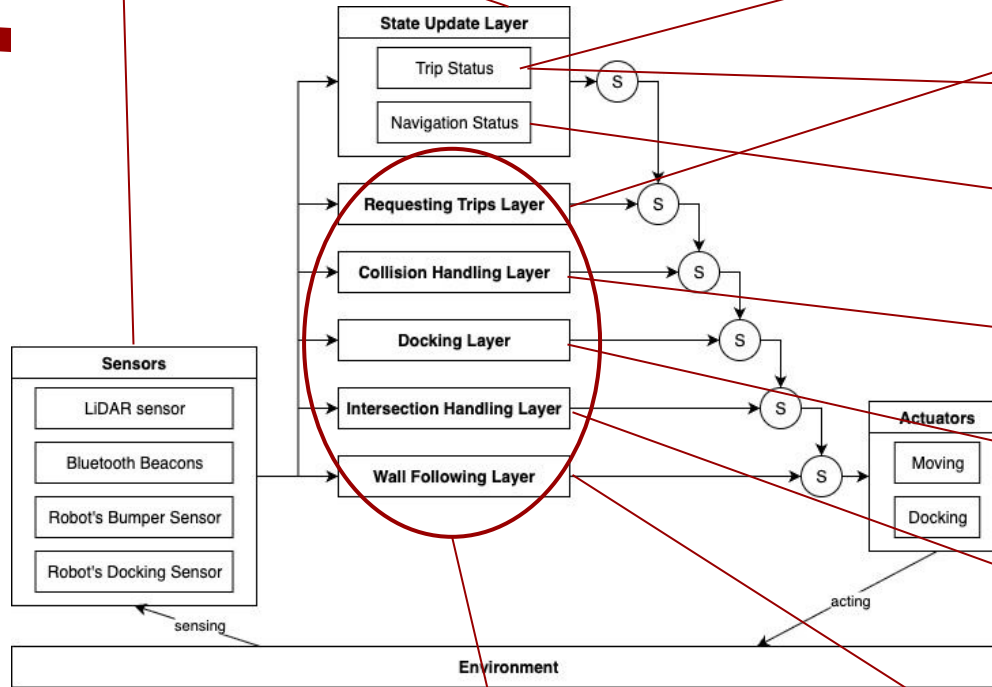 State Update Layer
Trip Status
S
Navigation Status
Requesting Trips Layer
S
Collision Handling Layer
S
Docking Layer
S
Sensors
LiDAR sensor
Intersection Handling Layer
S
Actuators
Bluetooth Beacons
Wall Following Layer
S
Moving
Robot's Bumper Sensor
Docking
Robot's Docking Sensor
acting
sensing
Environment